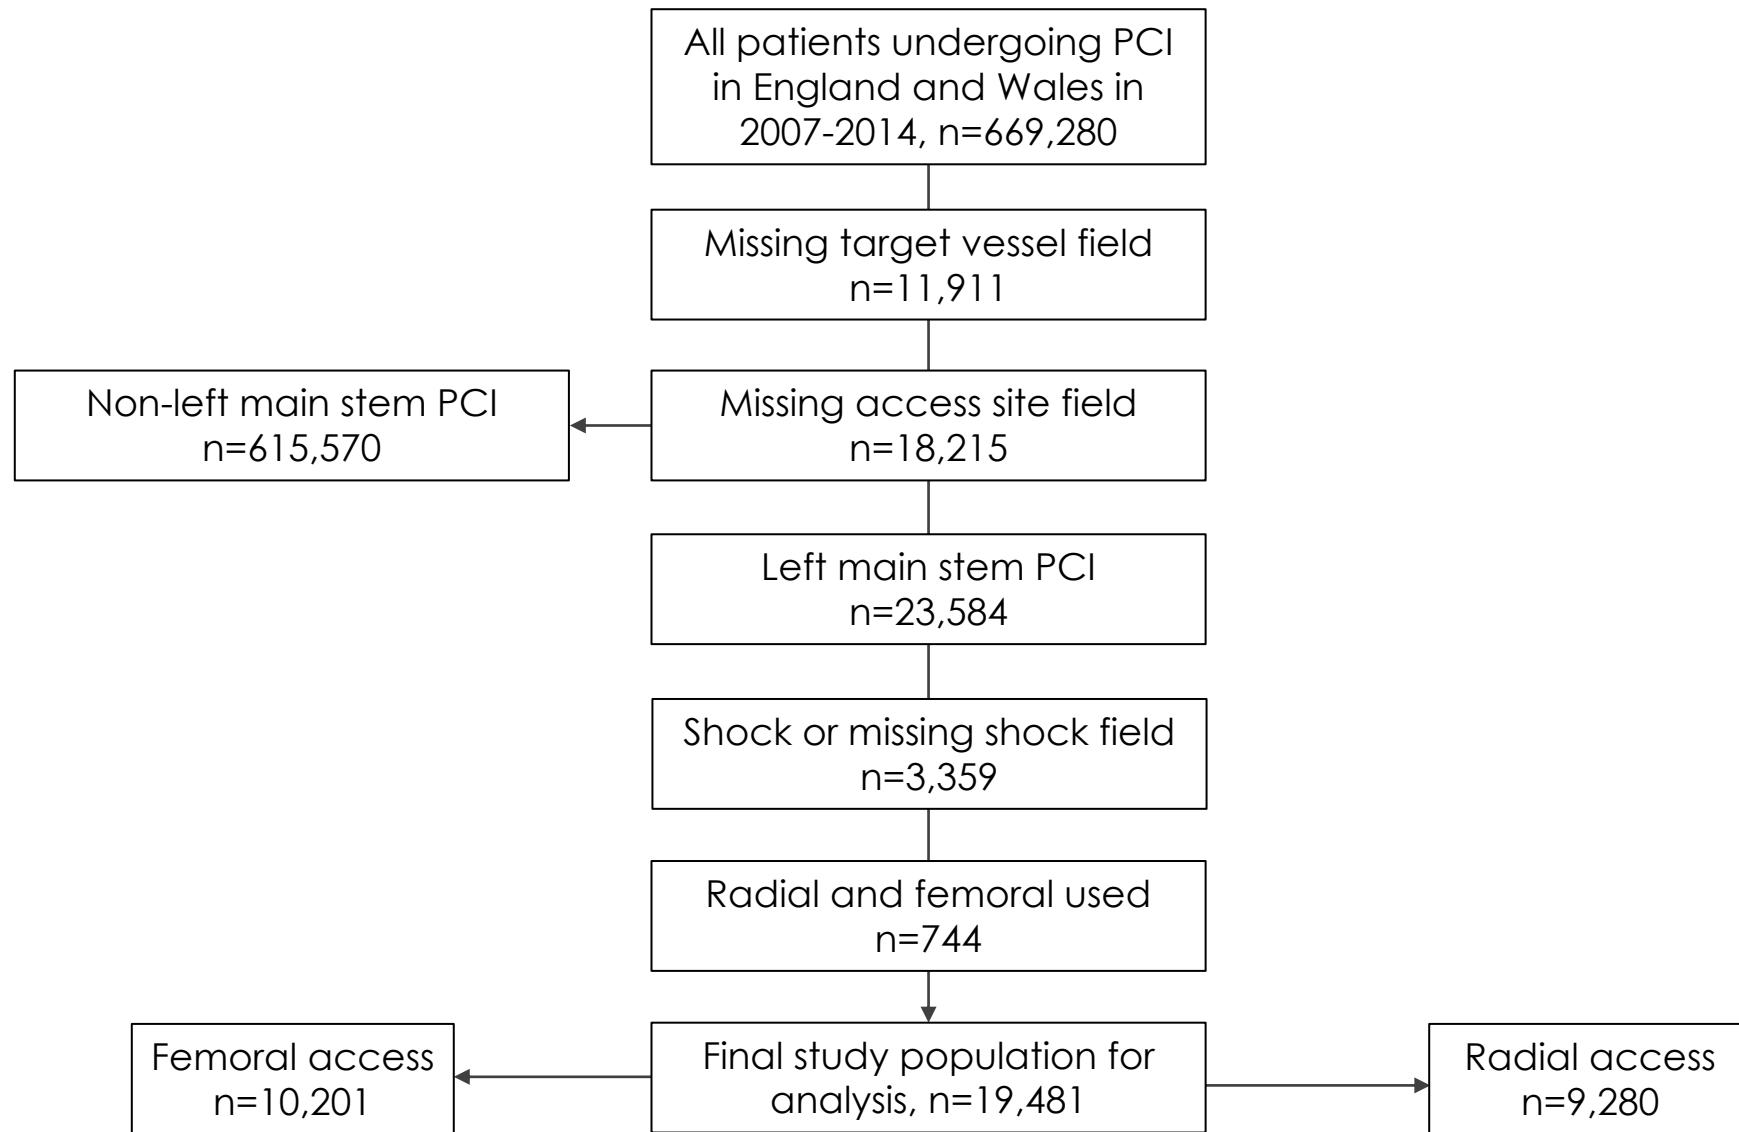 All patients undergoing PCI
in England and Wales in
2007-2014, n=669,280
Missing target vessel field
n=11,911
Non-left main stem PCI
n=615,570
Missing access site field
n=18,215
Left main stem PCI
n=23,584
Shock or missing shock field
n=3,359
Radial and femoral used
n=744
Femoral access
n=10,201
Final study population for
analysis, n=19,481
Radial access
n=9,280